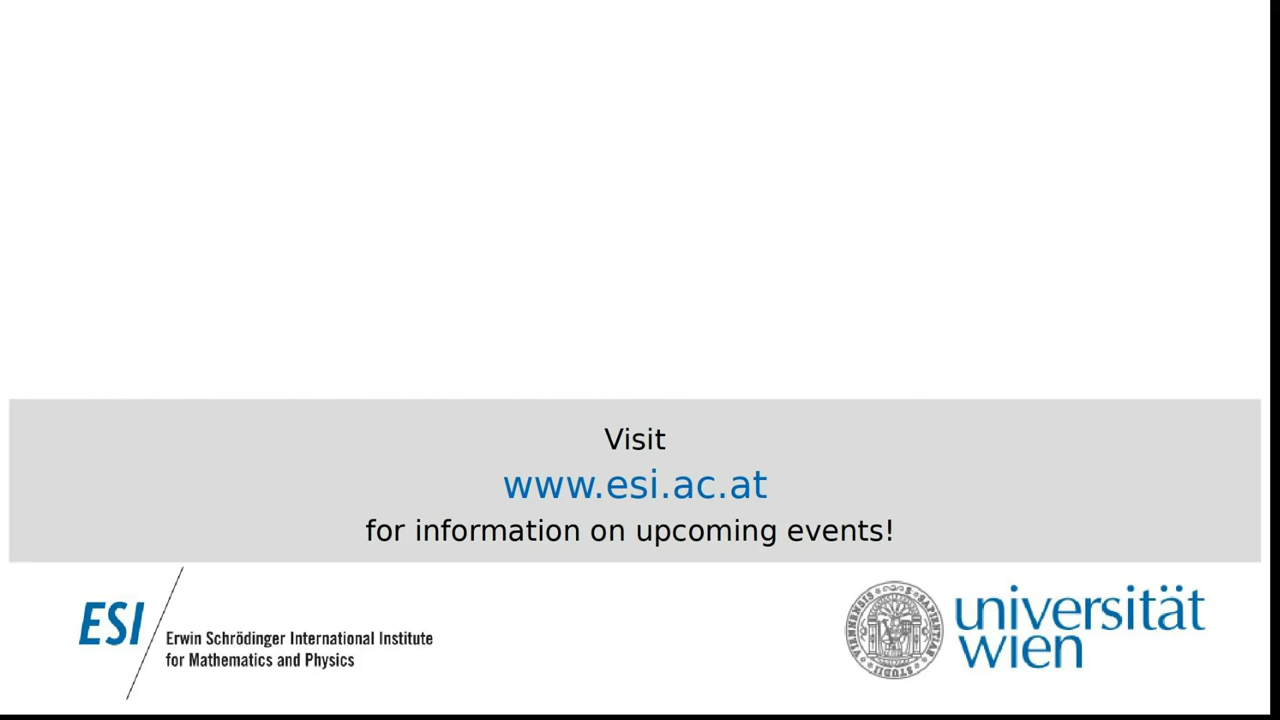 Visit
www.esi.ac.at
for information on upcoming events!
ESI
Erwin Schrödinger International Institute
for Mathematics and Physics
universität
wien